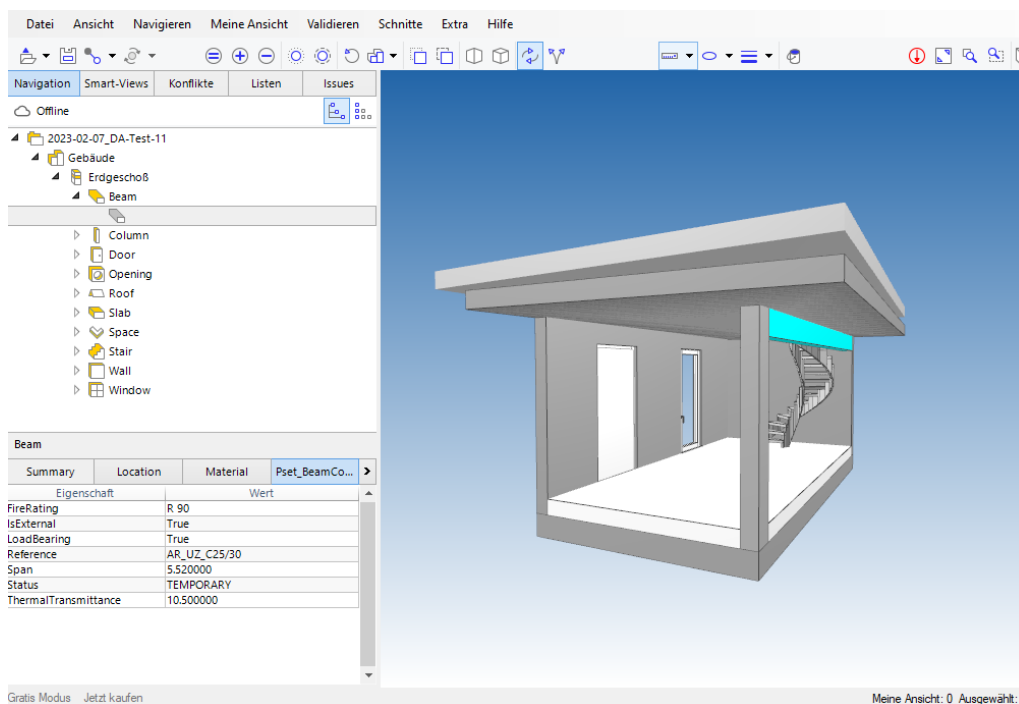 Datei Ansicht Navigieren Meine Ansicht Validieren Schnitte Extra Hilfe
Navigation Smart-Views Konflikte Listen Issues
Offline
2023-02-07_DA-Test-11
Gebäude
Erdgeschoß
Beam
Column
Door
Opening
Roof
Slab
Space
Stair
Wall
Window
Beam
Summary Location Material Pset_BeamCo...
Eigenschaft Wert
FireRating R 90
IsExternal True
LoadBearing True
Reference AR_UZ_C25/30
Span 5.520000
Status TEMPORARY
ThermalTransmittance 10.500000
Gratis Modus Jetzt kaufen Meine Ansicht: 0 Ausgewählt: